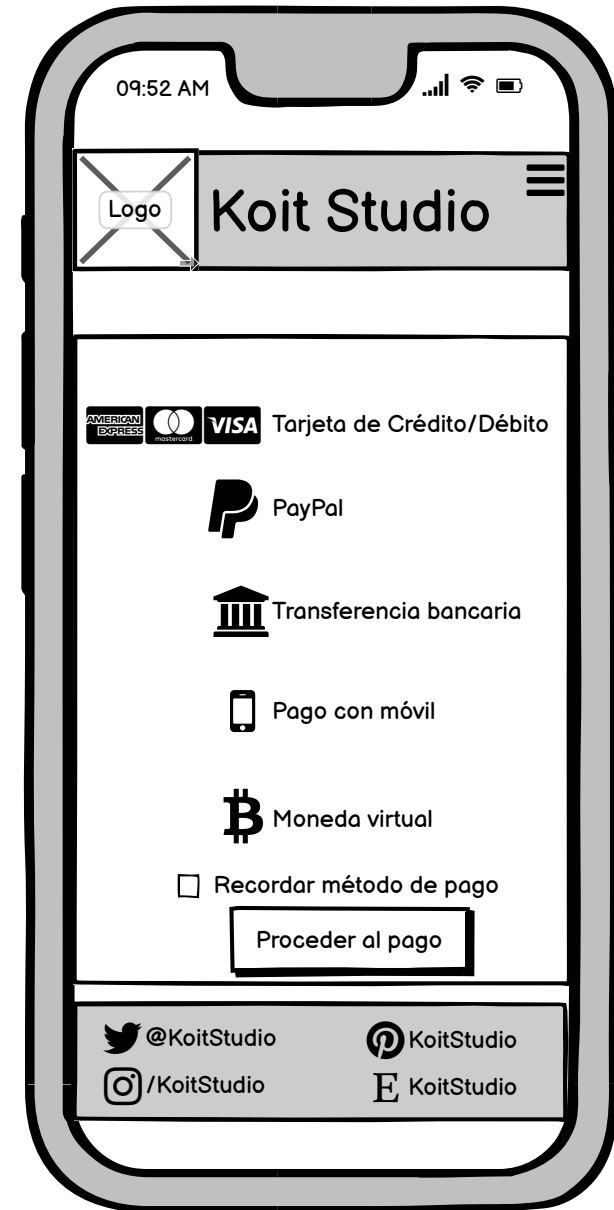 09:52 AM
Logo
Koit Studio
AMERICAN
EXPRESS
mastercard
VISA
Tarjeta de Crédito/Débito
PayPal
Transferencia bancaria
Pago con móvil
Moneda virtual
Recordar método de pago
Proceder al pago
@KoitStudio
KoitStudio
/KoitStudio
E KoitStudio